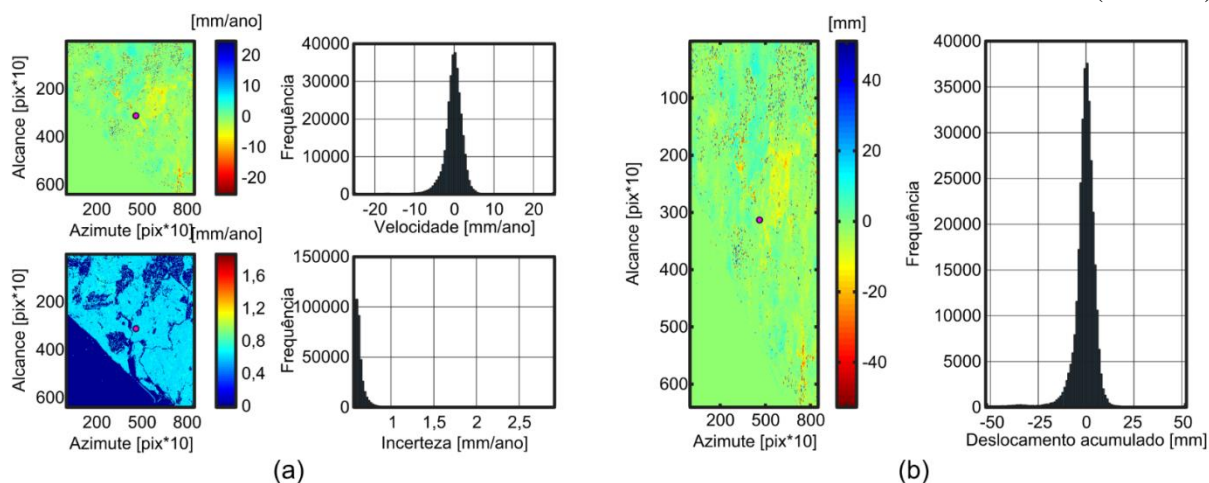 [mm/ano]
Alcance [pix*10]
200
400
600
200 500 800
Azimute [pix*10]
20
10
0
-10
-20
Frequência
40000
30000
20000
10000
0
-20 -10 0 10 20
Velocidade [mm/ano]
[mm/ano]
Alcance [pix*10]
200
400
600
200 500 800
Azimute [pix*10]
1,6
1,2
0,8
0,4
0
Frequência
150000
100000
50000
0
1 1,5 2 2,5
Incerteza [mm/ano]
(a)
[mm]
Alcance [pix*10]
100
200
300
400
500
600
200 500 800
Azimute [pix*10]
40
20
0
-20
-40
Frequência
40000
35000
30000
25000
20000
15000
10000
5000
0
-50 -25 0 25 50
Deslocamento acumulado [mm]
(b)